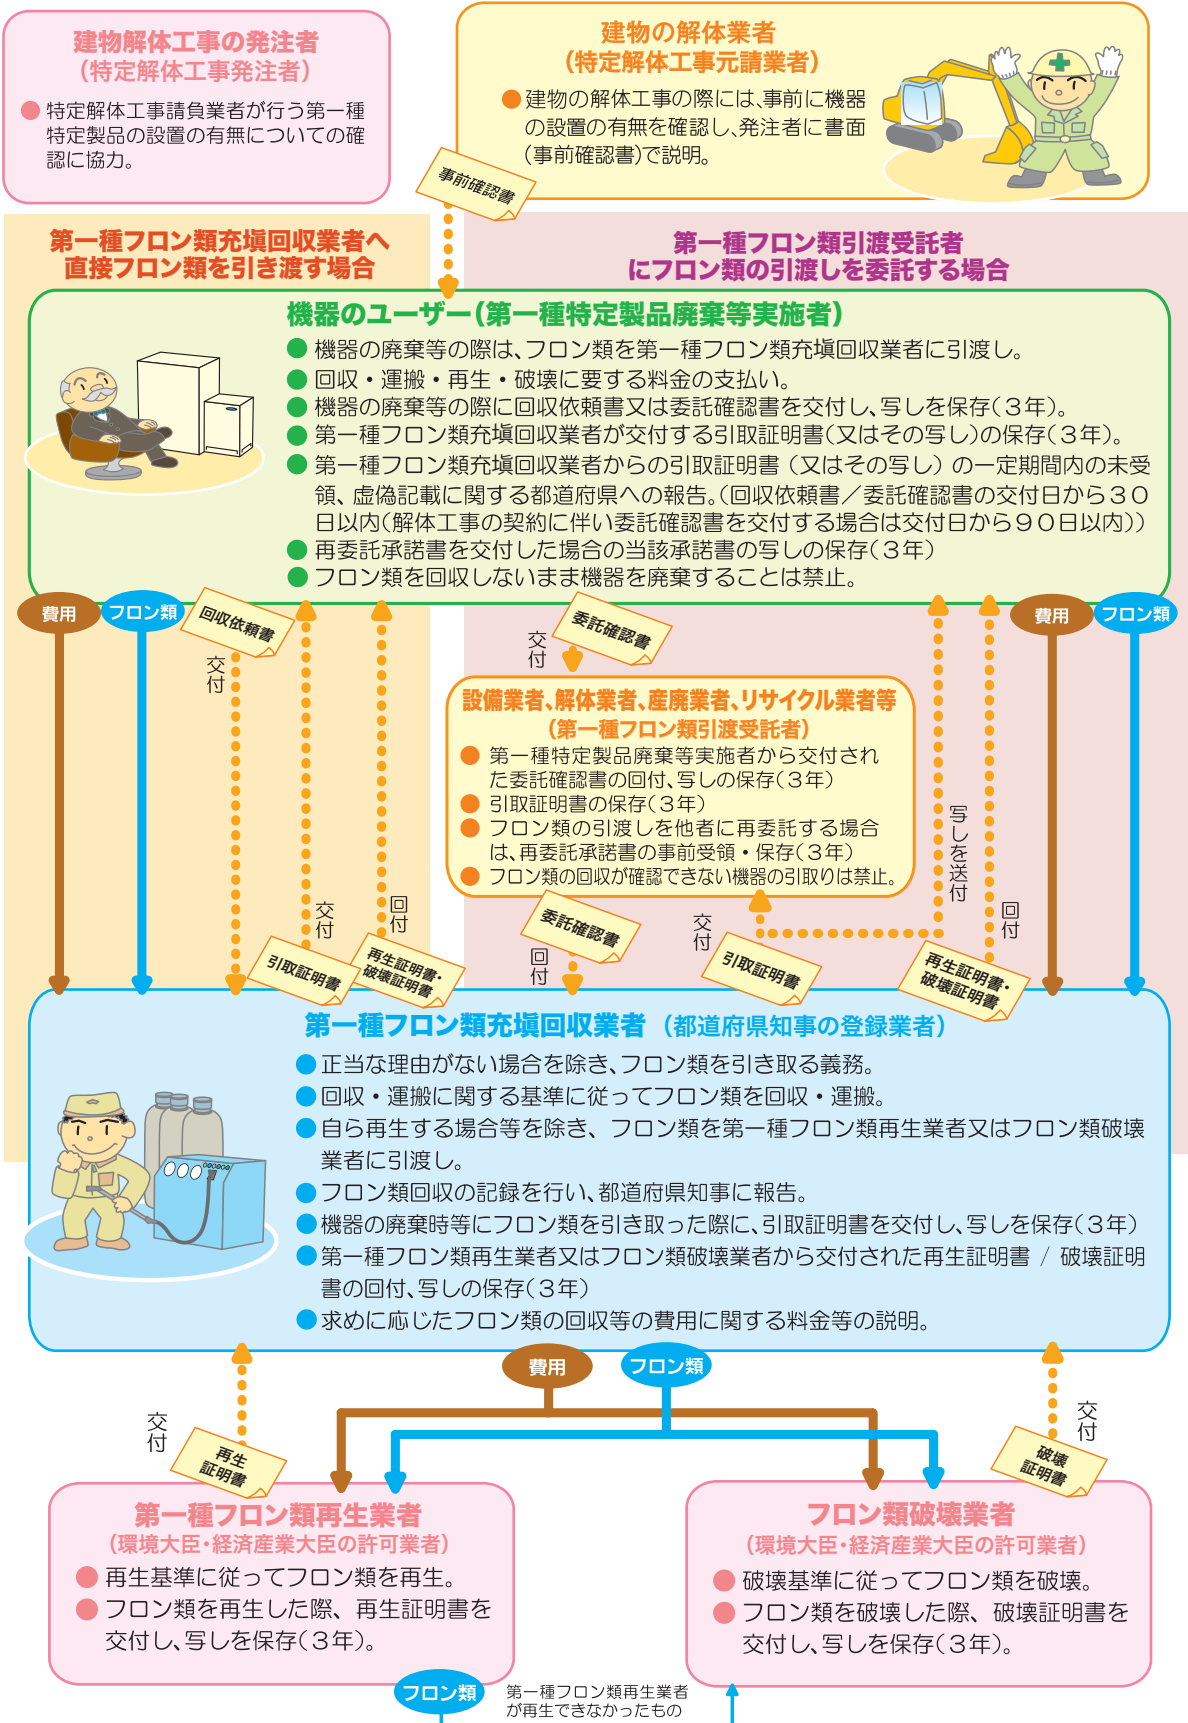 建物解体工事の発注者
（特定解体工事発注者）
● 特定解体工事請負業者が行う第一種
特定製品の設置の有無についての確
認に協力。
建物の解体業者
（特定解体工事元請業者）
● 建物の解体工事の際には、事前に機器
の設置の有無を確認し、発注者に書面
（事前確認書）で説明。
事前確認書
第一種フロン類充塡回収業者へ
直接フロン類を引き渡す場合
第一種フロン類引渡受託者
にフロン類の引渡しを委託する場合
機器のユーザー（第一種特定製品廃棄等実施者）
● 機器の廃棄等の際は、フロン類を第一種フロン類充塡回収業者に引渡し。
● 回収・運搬・再生・破壊に要する料金の支払い。
● 機器の廃棄等の際に回収依頼書又は委託確認書を交付し、写しを保存（３年）。
● 第一種フロン類充塡回収業者が交付する引取証明書（又はその写し）の保存（３年）。
● 第一種フロン類充塡回収業者からの引取証明書（又はその写し）の一定期間内の未受
領、虚偽記載に関する都道府県への報告。（回収依頼書／委託確認書の交付日から３０
日以内（解体工事の契約に伴い委託確認書を交付する場合は交付日から９０日以内））
● 再委託承諾書を交付した場合の当該承諾書の写しの保存（３年）
● フロン類を回収しないまま機器を廃棄することは禁止。
費用
フロン類
回収依頼書
交付
委託確認書
交付
費用
フロン類
設備業者、解体業者、産廃業者、リサイクル業者等
（第一種フロン類引渡受託者）
● 第一種特定製品廃棄等実施者から交付され
た委託確認書の回付、写しの保存（３年）
● 引取証明書の保存（３年）
● フロン類の引渡しを他者に再委託する場合
は、再委託承諾書の事前受領・保存（３年）
● フロン類の回収が確認できない機器の引取りは禁止。
写しを送付
交付
回付
引取証明書
再生証明書・
破壊証明書
委託確認書
回付
交付
引取証明書
回付
再生証明書・
破壊証明書
第一種フロン類充塡回収業者（都道府県知事の登録業者）
● 正当な理由がない場合を除き、フロン類を引き取る義務。
● 回収・運搬に関する基準に従ってフロン類を回収・運搬。
● 自ら再生する場合等を除き、フロン類を第一種フロン類再生業者又はフロン類破壊
業者に引渡し。
● フロン類回収の記録を行い、都道府県知事に報告。
● 機器の廃棄時等にフロン類を引き取った際に、引取証明書を交付し、写しを保存（３年）
● 第一種フロン類再生業者又はフロン類破壊業者から交付された再生証明書 / 破壊証明
書の回付、写しの保存（３年）
● 求めに応じたフロン類の回収等の費用に関する料金等の説明。
費用
フロン類
交付
再生
証明書
交付
破壊
証明書
第一種フロン類再生業者
（環境大臣・経済産業大臣の許可業者）
● 再生基準に従ってフロン類を再生。
● フロン類を再生した際、再生証明書を
交付し、写しを保存（３年）。
フロン類破壊業者
（環境大臣・経済産業大臣の許可業者）
● 破壊基準に従ってフロン類を破壊。
● フロン類を破壊した際、破壊証明書を
交付し、写しを保存（３年）。
フロン類
第一種フロン類再生業者
が再生できなかったもの